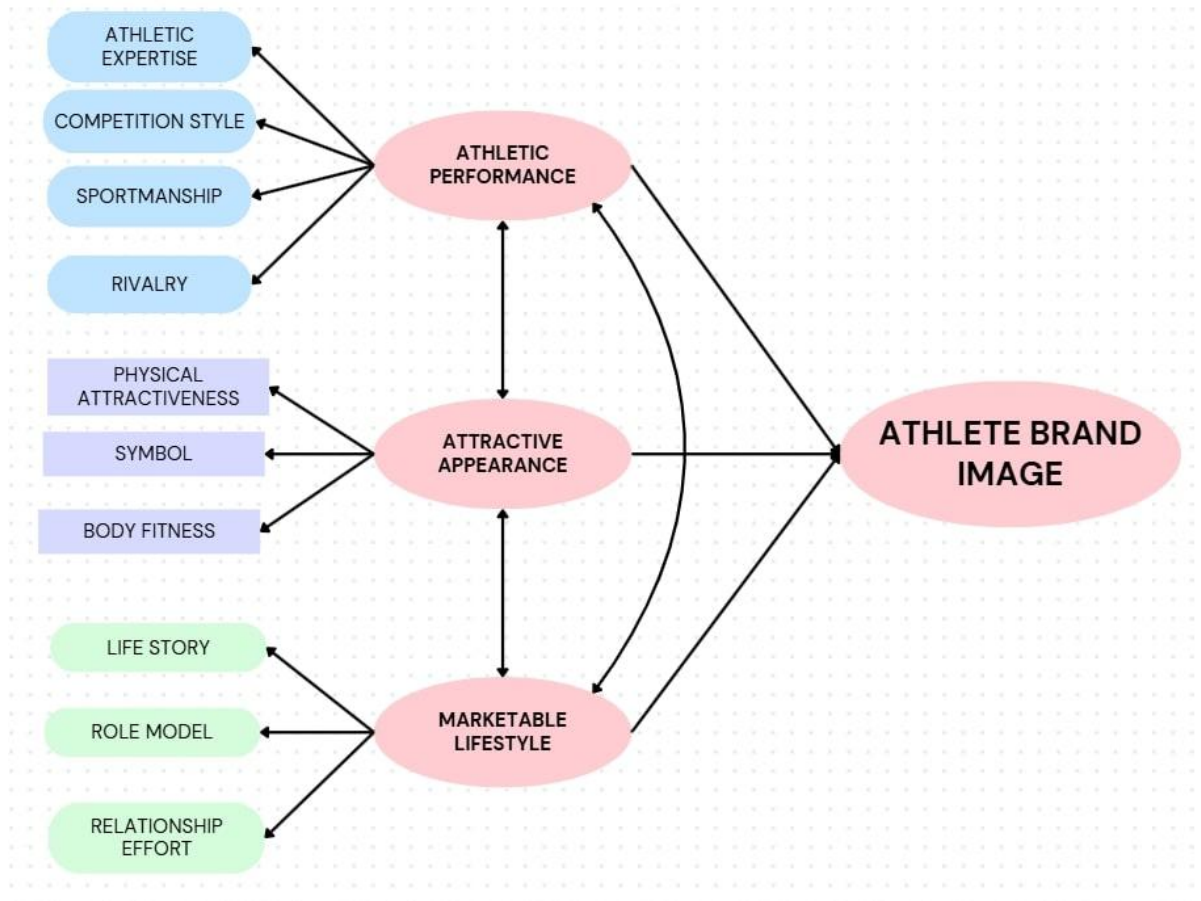 ATHLETIC
EXPERTISE
COMPETITION STYLE
SPORTMANSHIP
RIVALRY
ATHLETIC
PERFORMANCE
PHYSICAL
ATTRACTIVENESS
SYMBOL
BODY FITNESS
ATTRACTIVE
APPEARANCE
LIFE STORY
ROLE MODEL
RELATIONSHIP
EFFORT
MARKETABLE
LIFESTYLE
ATHLETE BRAND
IMAGE